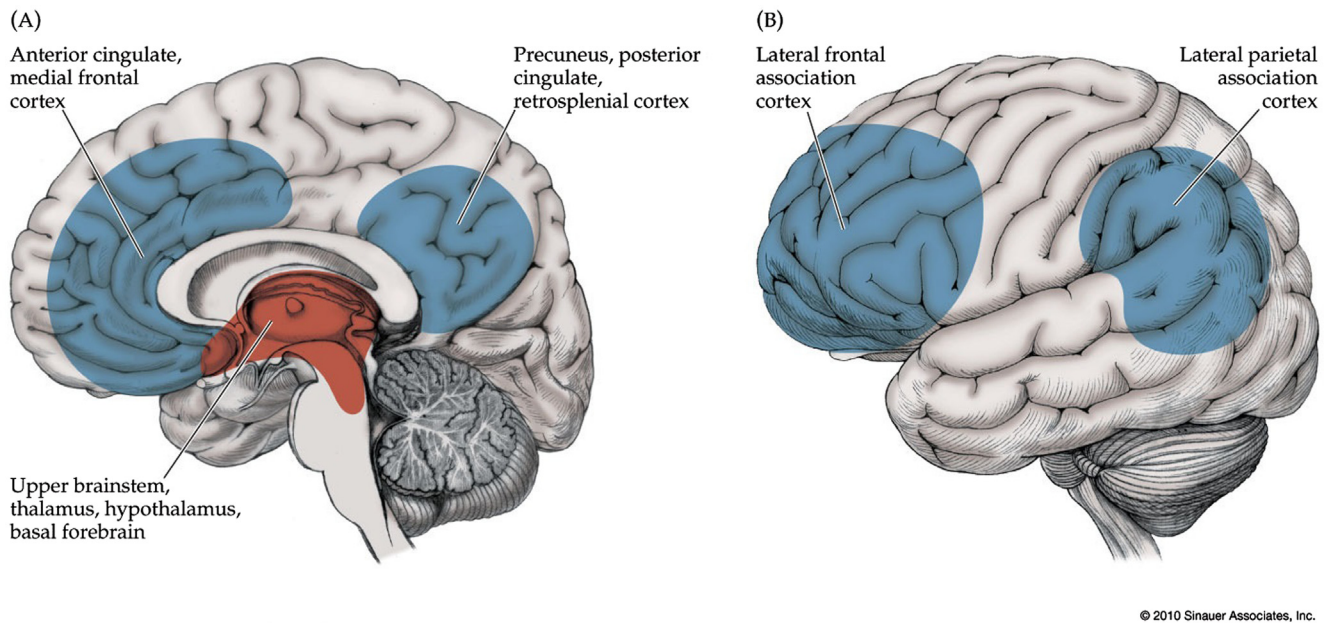 (A)
Anterior cingulate,
medial frontal
cortex
Precuneus, posterior
cingulate,
retrosplenial cortex
Upper brainstem,
thalamus, hypothalamus,
basal forebrain
(B)
Lateral frontal
association
cortex
Lateral parietal
association
cortex
© 2010 Sinauer Associates, Inc.